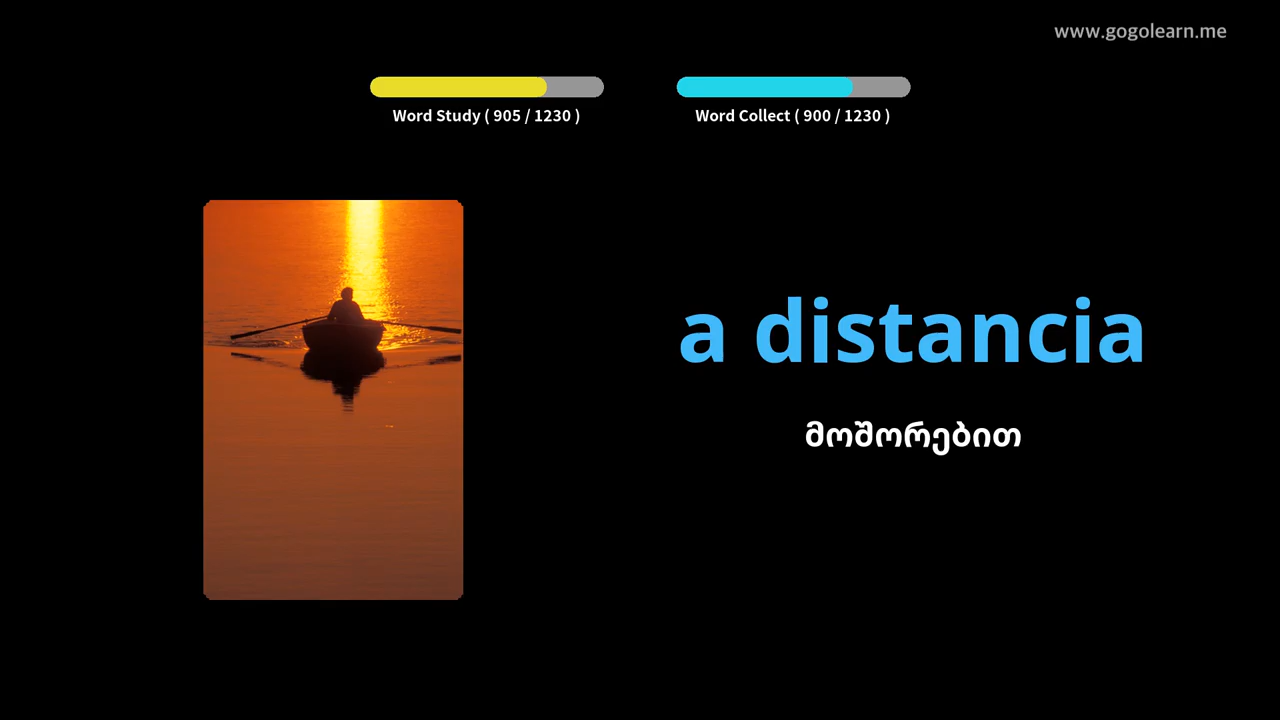 www.gogolearn.me
Word Study ( 905 / 1230 )
Word Collect ( 900 / 1230 )
a distancia
მოშორებით